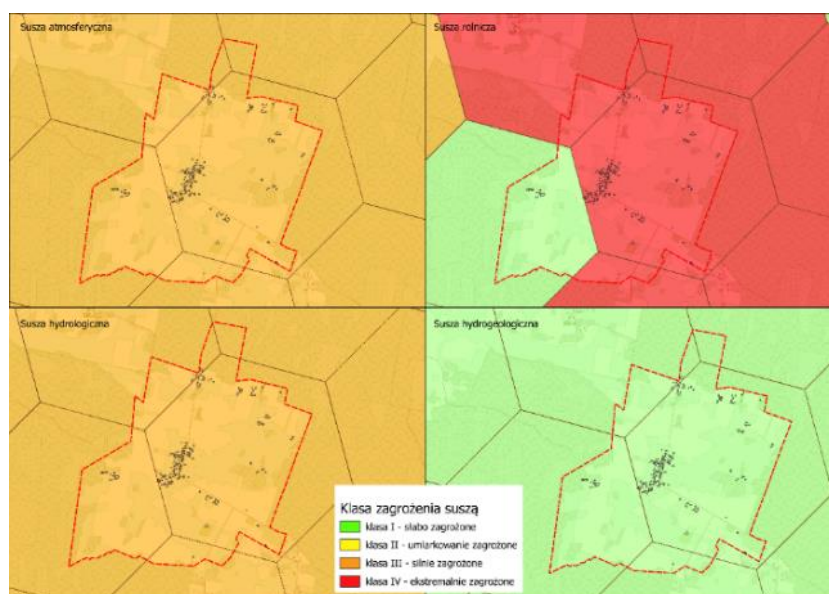 Susza atmosferyczna
Susza rolnicza
Susza hydrologiczna
Susza hydrogeologiczna
Klasa zagrożenia suszą
klasa I - słabo zagrożone
klasa II - umiarkowanie zagrożone
klasa III - silnie zagrożone
klasa IV - ekstremalnie zagrożone